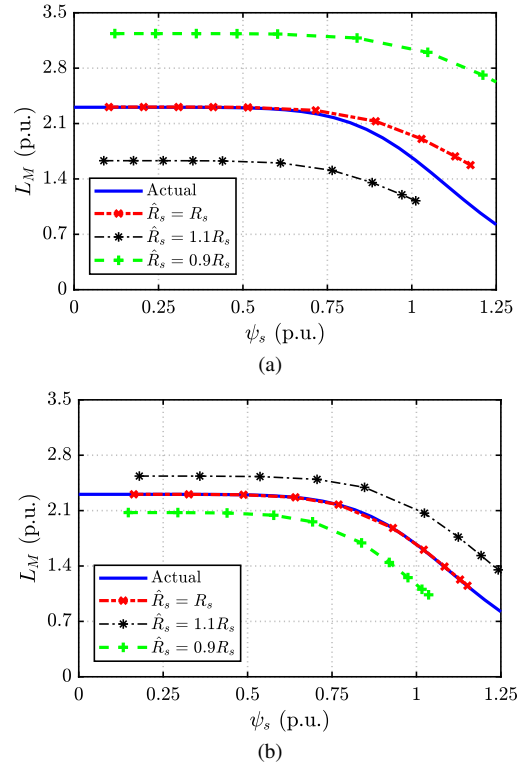 (a)
3.5
2.8
2.1
1.4
0.7
0
L_M (p.u.)
Actual
R̂_s = R_s
R̂_s = 1.1R_s
R̂_s = 0.9R_s
0 0.25 0.5 0.75 1 1.25
ψ_s (p.u.)
(a)
3.5
2.8
2.1
1.4
0.7
0
L_M (p.u.)
Actual
R̂_s = R_s
R̂_s = 1.1R_s
R̂_s = 0.9R_s
0 0.25 0.5 0.75 1 1.25
ψ_s (p.u.)
(b)